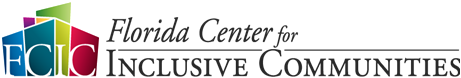 FCIC
Florida Center for
Inclusive Communities